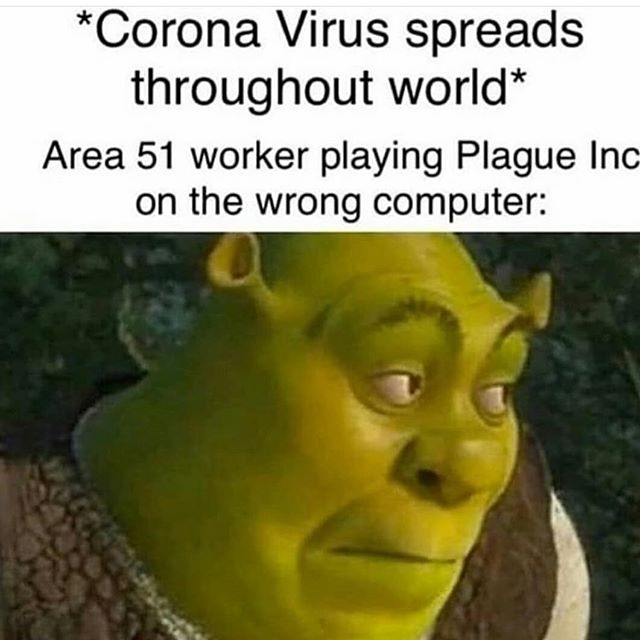 *Corona Virus spreads
throughout world*
Area 51 worker playing Plague Inc
on the wrong computer: